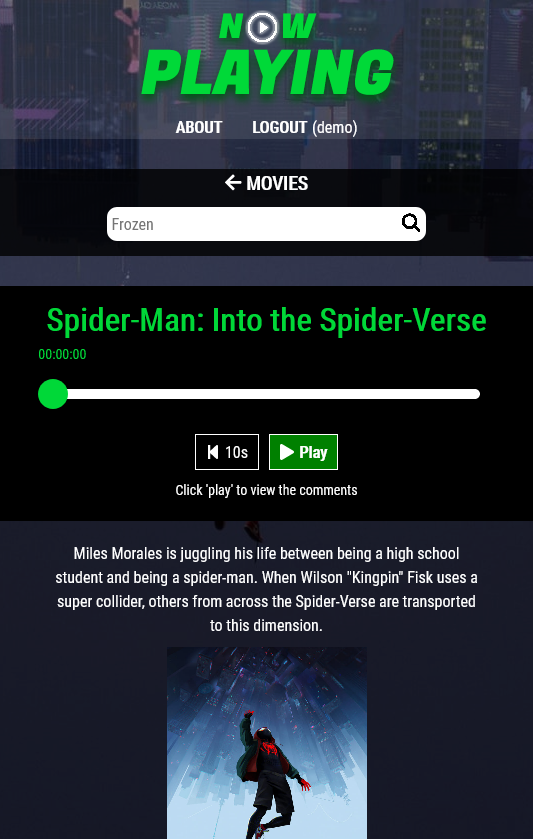 NOW
PLAYING
ABOUT LOGOUT (demo)
MOVIES
Frozen
Spider-Man: Into the Spider-Verse
00:00:00
10s Play
Click 'play' to view the comments
Miles Morales is juggling his life between being a high school
student and being a spider-man. When Wilson "Kingpin" Fisk uses a
super collider, others from across the Spider-Verse are transported
to this dimension.